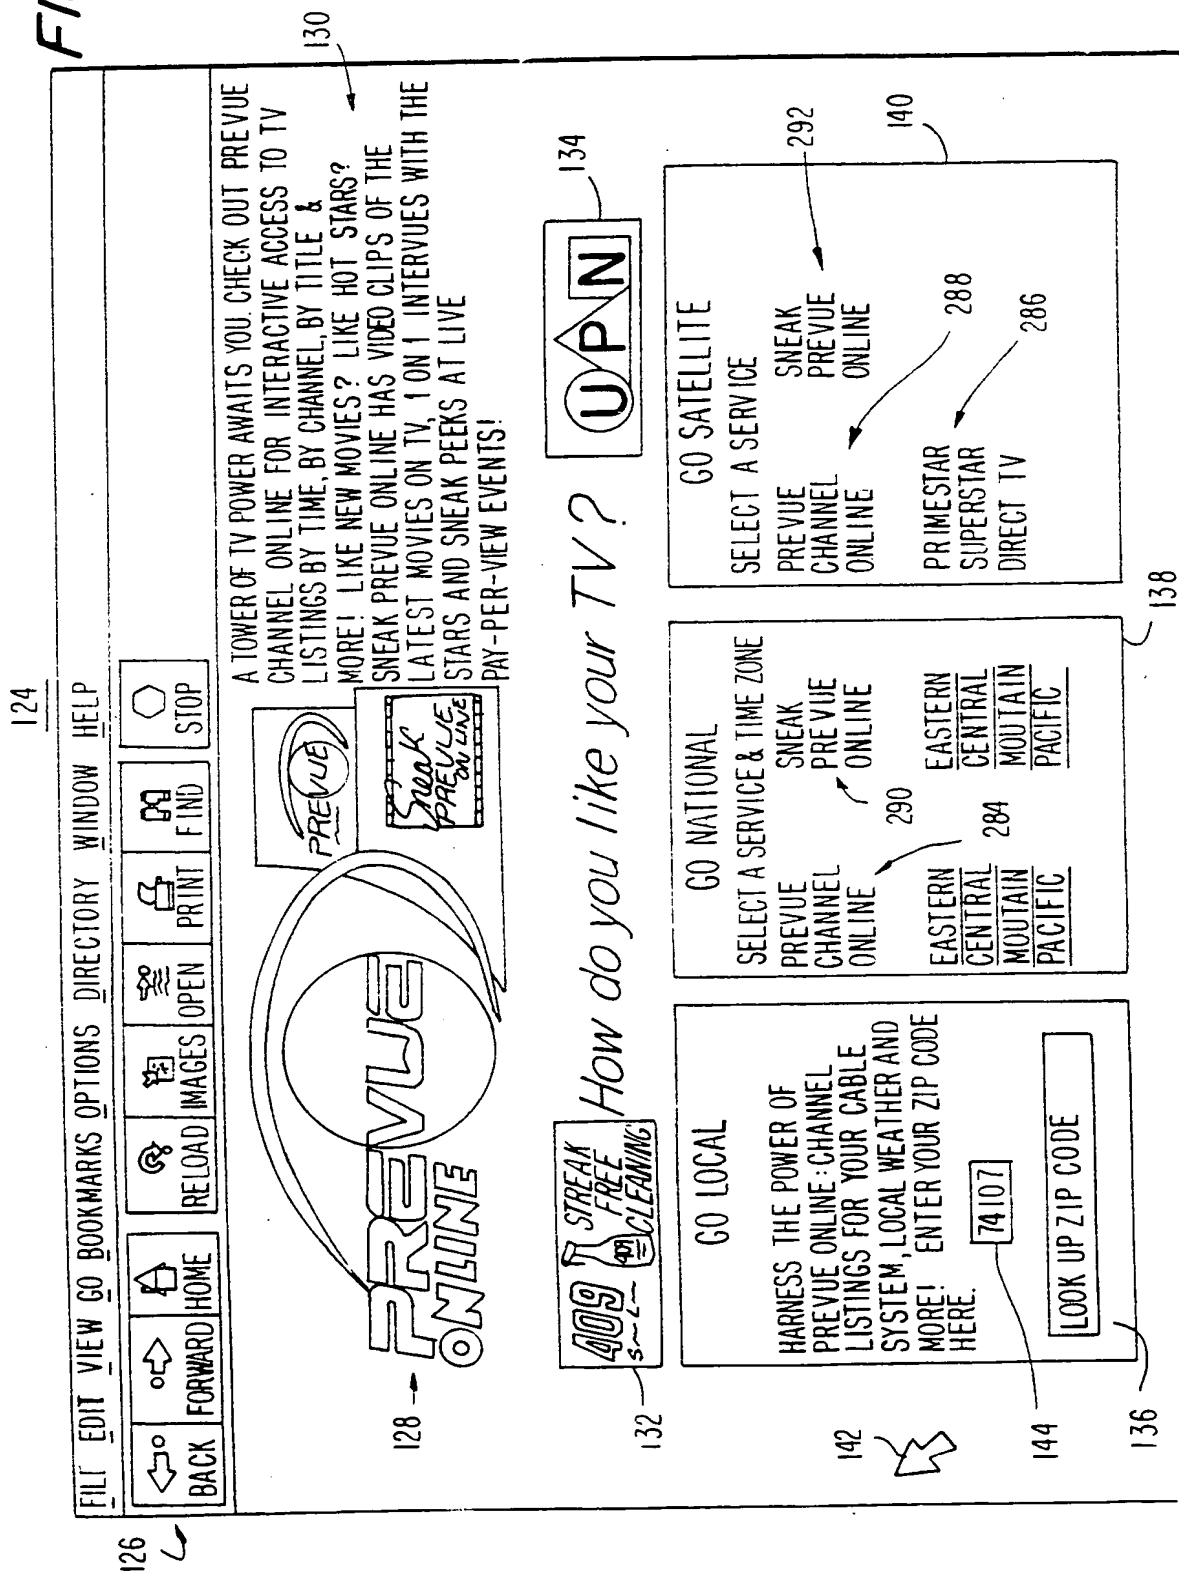 FI
124
FILE EDIT VIEW GO BOOKMARKS OPTIONS DIRECTORY WINDOW HELP
126
BACK FORWARD HOME RELOAD IMAGES OPEN PRINT FIND STOP
128
PREVUE
ONLINE
PREVUE
Sneak
PREVUE
ON LINE
A TOWER OF TV POWER AWAITS YOU. CHECK OUT PREVUE
CHANNEL ONLINE FOR INTERACTIVE ACCESS TO TV
LISTINGS BY TIME, BY CHANNEL, BY TITLE &
MORE! LIKE NEW MOVIES? LIKE HOT STARS?
SNEAK PREVUE ONLINE HAS VIDEO CLIPS OF THE
LATEST MOVIES ON TV, 1 ON 1 INTERVUES WITH THE
STARS AND SNEAK PEEKS AT LIVE
PAY-PER-VIEW EVENTS!
130
132
409
STREAK
FREE
CLEANING
409
How do you like your TV?
UPN
134
GO LOCAL
HARNESS THE POWER OF
PREVUE ONLINE: CHANNEL
LISTINGS FOR YOUR CABLE
SYSTEM, LOCAL WEATHER AND
MORE! ENTER YOUR ZIP CODE
HERE.
74107
LOOK UP ZIP CODE
142
144
136
GO NATIONAL
SELECT A SERVICE & TIME ZONE
PREVUE
CHANNEL
ONLINE
284
EASTERN
CENTRAL
MOUTAIN
PACIFIC
SNEAK
PREVUE
ONLINE
290
EASTERN
CENTRAL
MOUTAIN
PACIFIC
138
GO SATELLITE
SELECT A SERVICE
PREVUE
CHANNEL
ONLINE
288
SNEAK
PREVUE
ONLINE
292
PRIMESTAR
SUPERSTAR
DIRECT TV
286
140